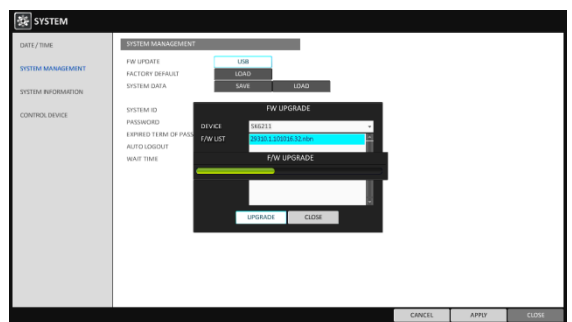 SYSTEM
DATE / TIME
SYSTEM MANAGEMENT
SYSTEM INFORMATION
CONTROL DEVICE
SYSTEM MANAGEMENT
FW UPDATE USB
FACTORY DEFAULT LOAD
SYSTEM DATA SAVE LOAD
SYSTEM ID
PASSWORD
EXPIRED TERM OF PASS
AUTO LOGOUT
WAIT TIME
FW UPGRADE
DEVICE
F/W LIST
F/W UPGRADE
UPGRADE CLOSE
CANCEL APPLY CLOSE